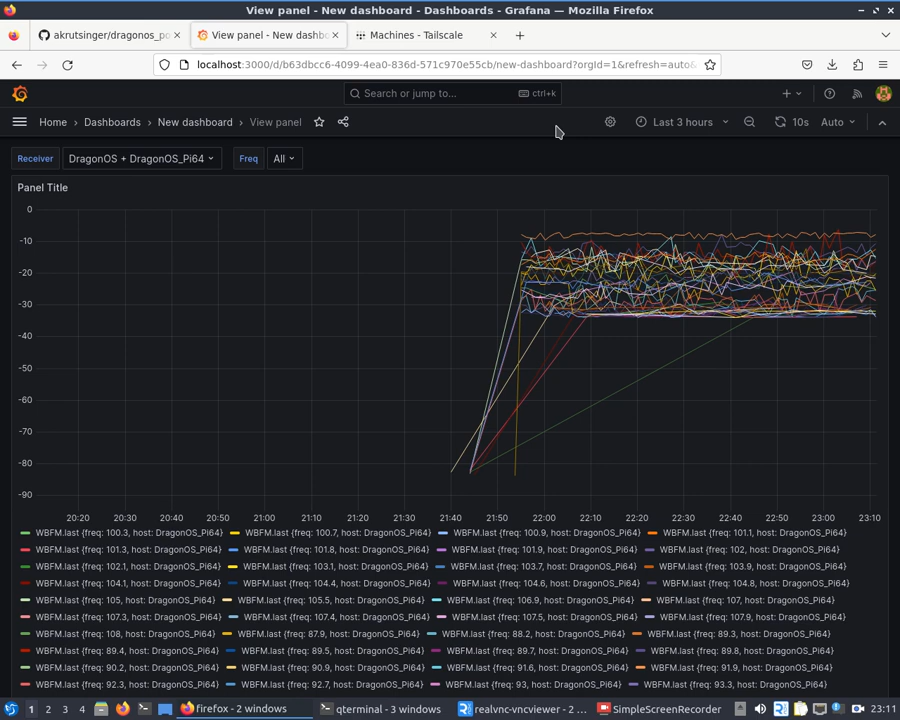 View panel - New dashboard - Dashboards - Grafana — Mozilla Firefox
akrutsinger/dragonos_po
View panel - New dashbo
Machines - Tailscale
localhost:3000/d/b63dbcc6-4099-4ea0-836d-571c970e55cb/new-dashboard?orgId=1&refresh=auto&
Search or jump to... ctrl+k
Home › Dashboards › New dashboard › View panel
Last 3 hours
10s Auto
Receiver DragonOS + DragonOS_Pi64 Freq All
Panel Title
0
-10
-20
-30
-40
-50
-60
-70
-80
-90
20:20 20:30 20:40 20:50 21:00 21:10 21:20 21:30 21:40 21:50 22:00 22:10 22:20 22:30 22:40 22:50 23:00 23:10
WBFM.last {freq: 100.3, host: DragonOS_Pi64} WBFM.last {freq: 100.7, host: DragonOS_Pi64} WBFM.last {freq: 100.9, host: DragonOS_Pi64} WBFM.last {freq: 101.1, host: DragonOS_Pi64}
WBFM.last {freq: 101.3, host: DragonOS_Pi64} WBFM.last {freq: 101.8, host: DragonOS_Pi64} WBFM.last {freq: 101.9, host: DragonOS_Pi64} WBFM.last {freq: 102, host: DragonOS_Pi64}
WBFM.last {freq: 102.1, host: DragonOS_Pi64} WBFM.last {freq: 103.1, host: DragonOS_Pi64} WBFM.last {freq: 103.7, host: DragonOS_Pi64} WBFM.last {freq: 103.9, host: DragonOS_Pi64}
WBFM.last {freq: 104.1, host: DragonOS_Pi64} WBFM.last {freq: 104.4, host: DragonOS_Pi64} WBFM.last {freq: 104.6, host: DragonOS_Pi64} WBFM.last {freq: 104.8, host: DragonOS_Pi64}
WBFM.last {freq: 105, host: DragonOS_Pi64} WBFM.last {freq: 105.5, host: DragonOS_Pi64} WBFM.last {freq: 106.9, host: DragonOS_Pi64} WBFM.last {freq: 107, host: DragonOS_Pi64}
WBFM.last {freq: 107.3, host: DragonOS_Pi64} WBFM.last {freq: 107.4, host: DragonOS_Pi64} WBFM.last {freq: 107.5, host: DragonOS_Pi64} WBFM.last {freq: 107.9, host: DragonOS_Pi64}
WBFM.last {freq: 108, host: DragonOS_Pi64} WBFM.last {freq: 87.9, host: DragonOS_Pi64} WBFM.last {freq: 88.2, host: DragonOS_Pi64} WBFM.last {freq: 89.3, host: DragonOS_Pi64}
WBFM.last {freq: 89.4, host: DragonOS_Pi64} WBFM.last {freq: 89.5, host: DragonOS_Pi64} WBFM.last {freq: 89.7, host: DragonOS_Pi64} WBFM.last {freq: 89.8, host: DragonOS_Pi64}
WBFM.last {freq: 90.2, host: DragonOS_Pi64} WBFM.last {freq: 90.9, host: DragonOS_Pi64} WBFM.last {freq: 91.6, host: DragonOS_Pi64} WBFM.last {freq: 91.9, host: DragonOS_Pi64}
WBFM.last {freq: 92.3, host: DragonOS_Pi64} WBFM.last {freq: 92.7, host: DragonOS_Pi64} WBFM.last {freq: 93, host: DragonOS_Pi64} WBFM.last {freq: 93.3, host: DragonOS_Pi64}
1 2 3 4 firefox - 2 windows qterminal - 3 windows realvnc-vncviewer - 2 ... SimpleScreenRecorder 23:11